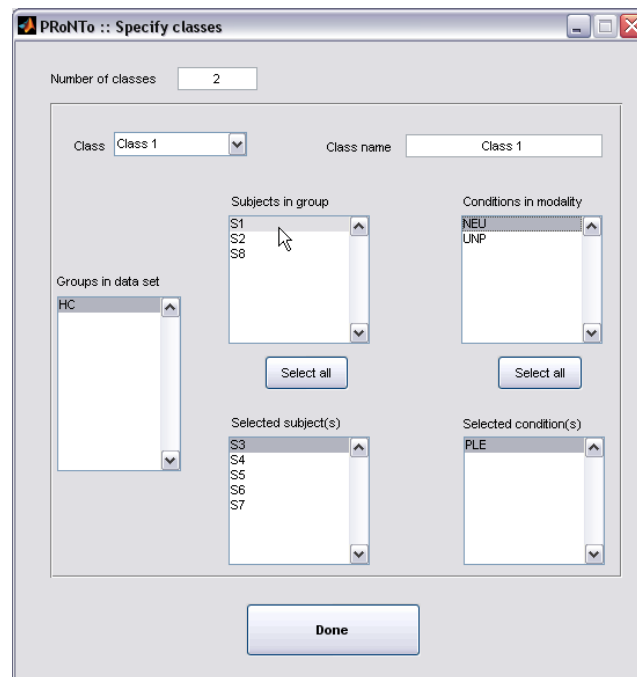 PRoNTo :: Specify classes
Number of classes 2
Class Class 1 Class name Class 1
Subjects in group
S1
S2
S8
Conditions in modality
NEU
UNP
Groups in data set
HC
Select all Select all
Selected subject(s)
S3
S4
S5
S6
S7
Selected condition(s)
PLE
Done